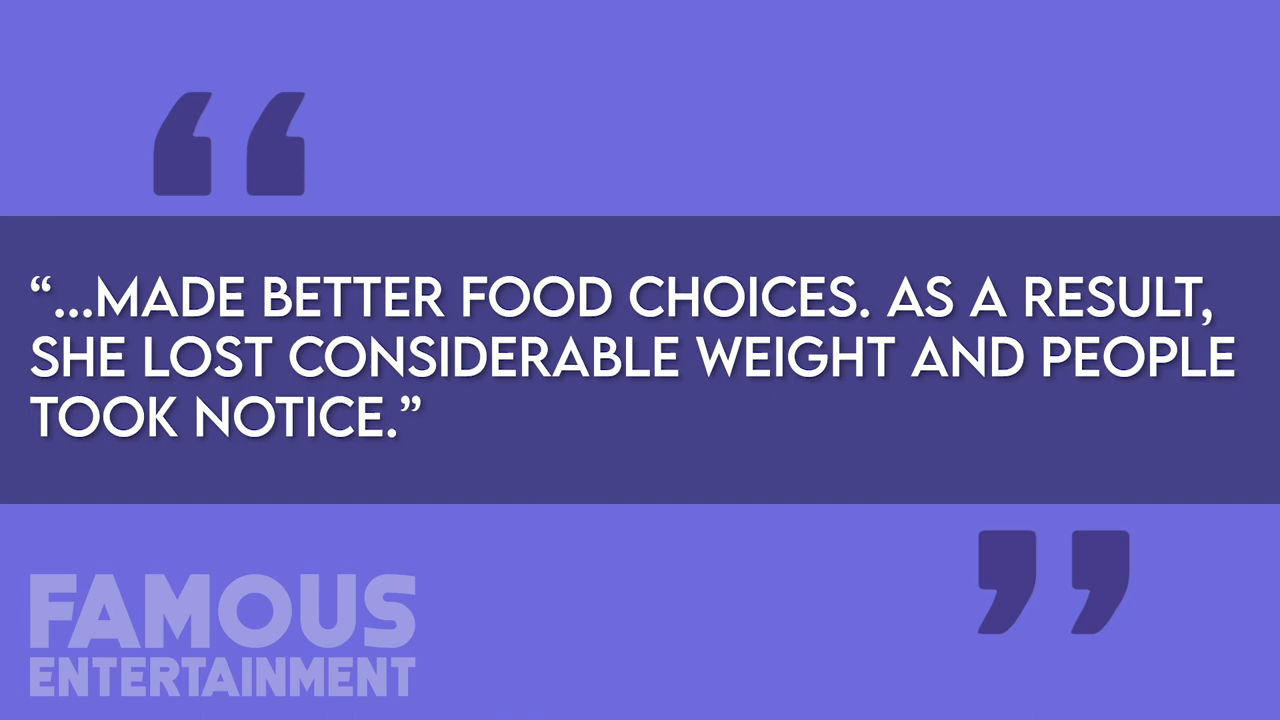 “...MADE BETTER FOOD CHOICES. AS A RESULT,
SHE LOST CONSIDERABLE WEIGHT AND PEOPLE
TOOK NOTICE.”
FAMOUS
ENTERTAINMENT